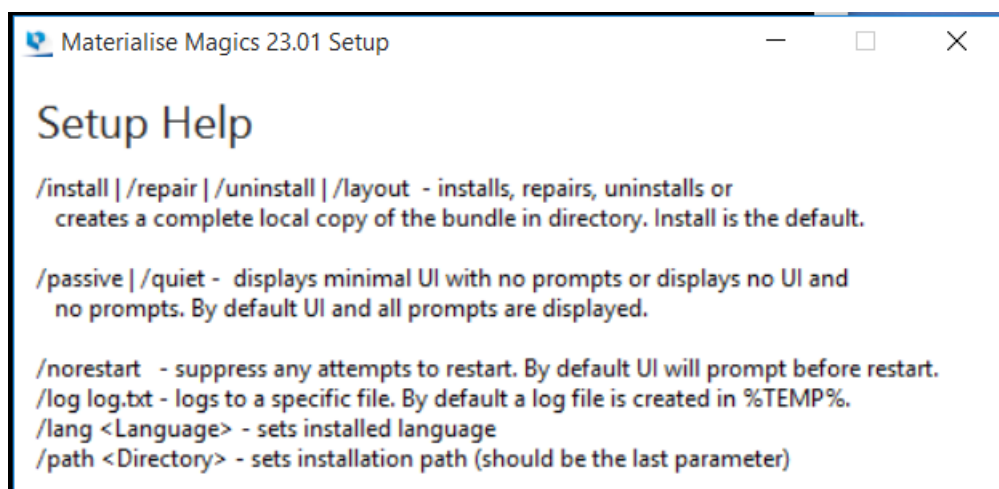 Materialise Magics 23.01 Setup
Setup Help
/install | /repair | /uninstall | /layout - installs, repairs, uninstalls or
creates a complete local copy of the bundle in directory. Install is the default.
/passive | /quiet - displays minimal UI with no prompts or displays no UI and
no prompts. By default UI and all prompts are displayed.
/norestart - suppress any attempts to restart. By default UI will prompt before restart.
/log log.txt - logs to a specific file. By default a log file is created in %TEMP%.
/lang <Language> - sets installed language
/path <Directory> - sets installation path (should be the last parameter)